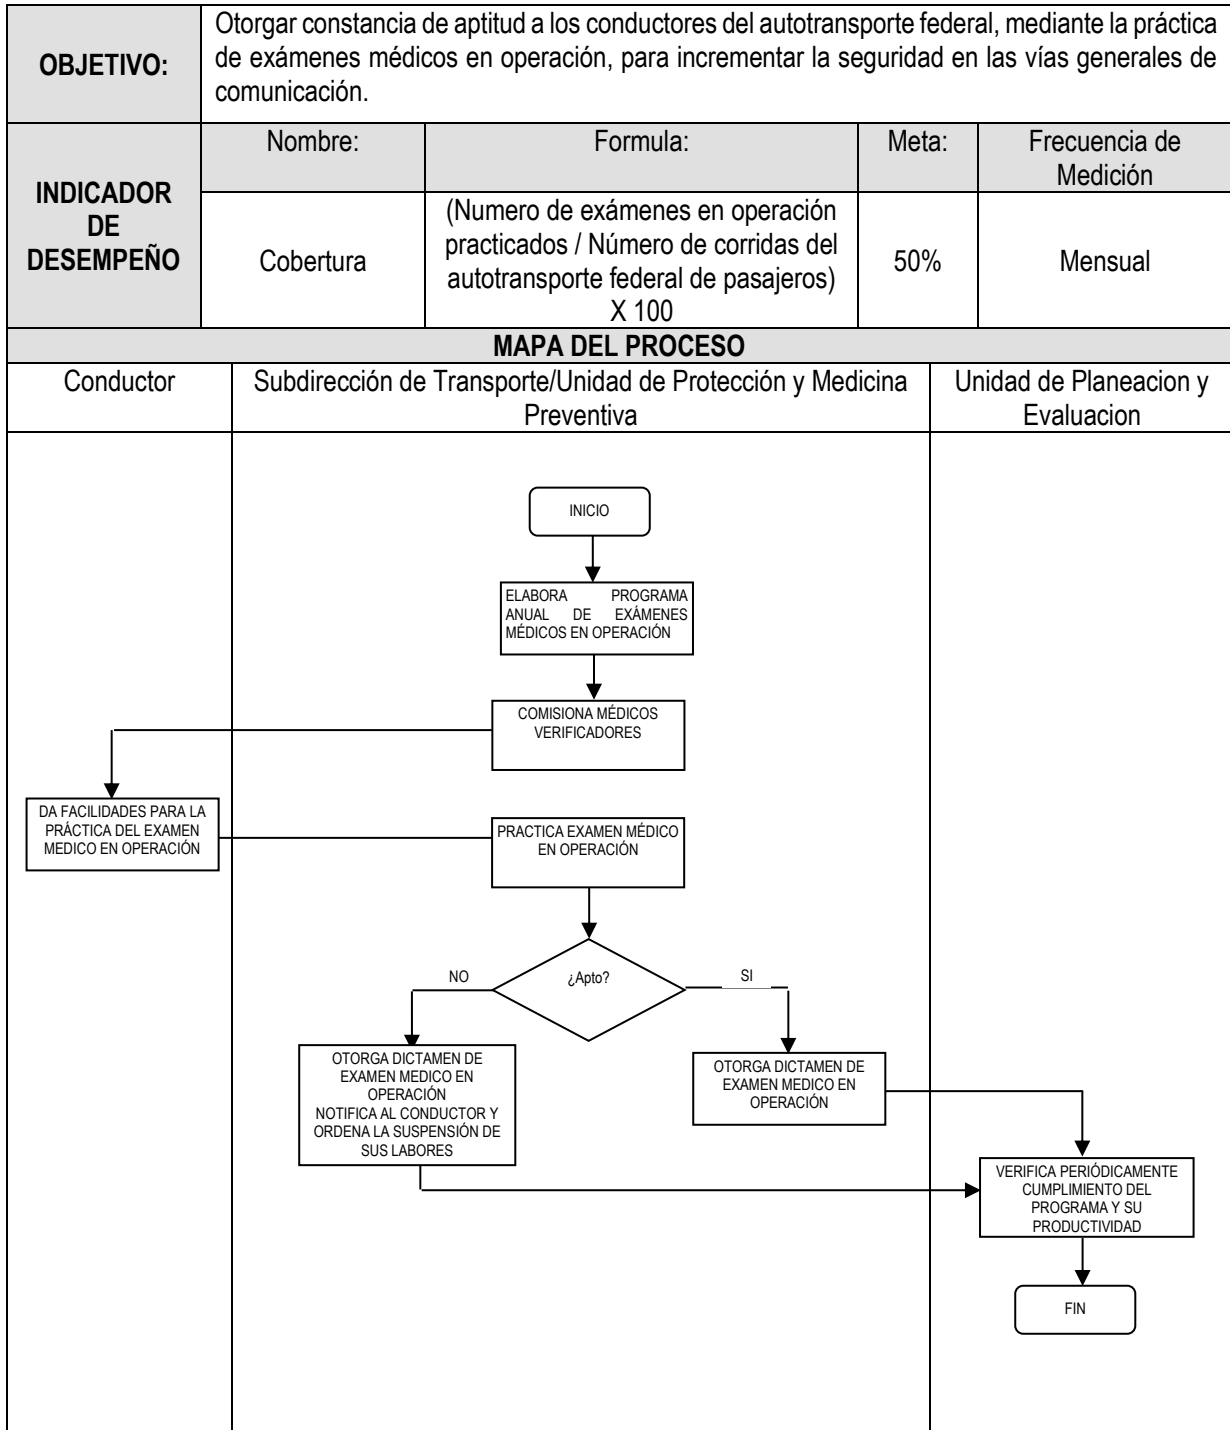 OBJETIVO:
Otorgar constancia de aptitud a los conductores del autotransporte federal, mediante la práctica
de exámenes médicos en operación, para incrementar la seguridad en las vías generales de
comunicación.
INDICADOR
DE
DESEMPEÑO
Nombre:
Formula:
Meta:
Frecuencia de
Medición
Cobertura
(Numero de exámenes en operación
practicados / Número de corridas del
autotransporte federal de pasajeros)
X 100
50%
Mensual
MAPA DEL PROCESO
Conductor
Subdirección de Transporte/Unidad de Protección y Medicina
Preventiva
Unidad de Planeacion y
Evaluacion
INICIO
ELABORA PROGRAMA
ANUAL DE EXÁMENES
MÉDICOS EN OPERACIÓN
COMISIONA MÉDICOS
VERIFICADORES
DA FACILIDADES PARA LA
PRÁCTICA DEL EXAMEN
MEDICO EN OPERACIÓN
PRACTICA EXAMEN MÉDICO
EN OPERACIÓN
¿Apto?
NO
SI
OTORGA DICTAMEN DE
EXAMEN MEDICO EN
OPERACIÓN
NOTIFICA AL CONDUCTOR Y
ORDENA LA SUSPENSIÓN DE
SUS LABORES
OTORGA DICTAMEN DE
EXAMEN MEDICO EN
OPERACIÓN
VERIFICA PERIÓDICAMENTE
CUMPLIMIENTO DEL
PROGRAMA Y SU
PRODUCTIVIDAD
FIN